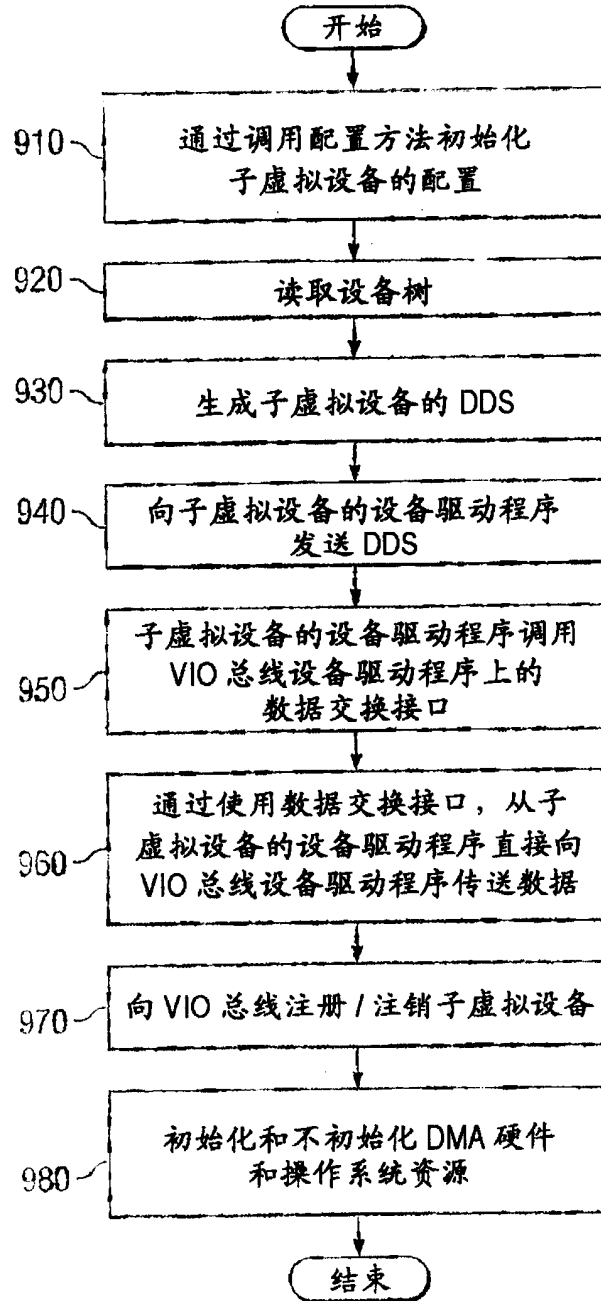 开始
910
通过调用配置方法初始化
子虚拟设备的配置
920
读取设备树
930
生成子虚拟设备的 DDS
940
向子虚拟设备的设备驱动程序
发送 DDS
950
子虚拟设备的设备驱动程序调用
VIO 总线设备驱动程序上的
数据交换接口
960
通过使用数据交换接口，从子
虚拟设备的设备驱动程序直接向
VIO 总线设备驱动程序传送数据
970
向 VIO 总线注册 / 注销子虚拟设备
980
初始化和不初始化 DMA 硬件
和操作系统资源
结束